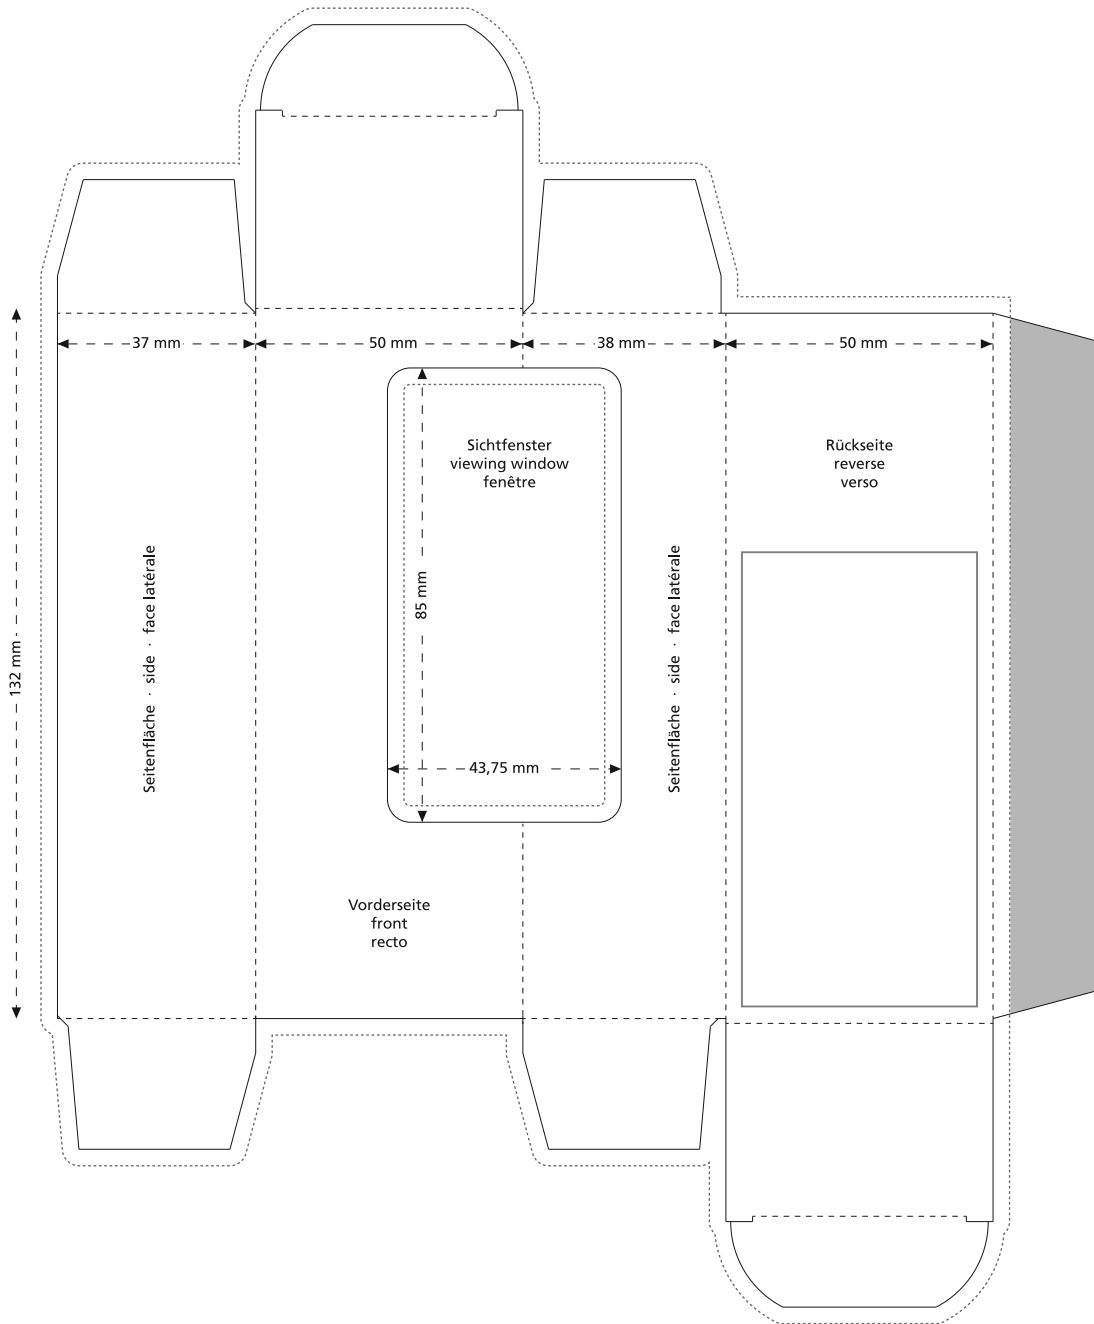 37 mm
50 mm
38 mm
50 mm
Sichtfenster
viewing window
fenêtre
Rückseite
reverse
verso
132 mm
Seitenfläche · side · face latérale
85 mm
Seitenfläche · side · face latérale
43,75 mm
Vorderseite
front
recto